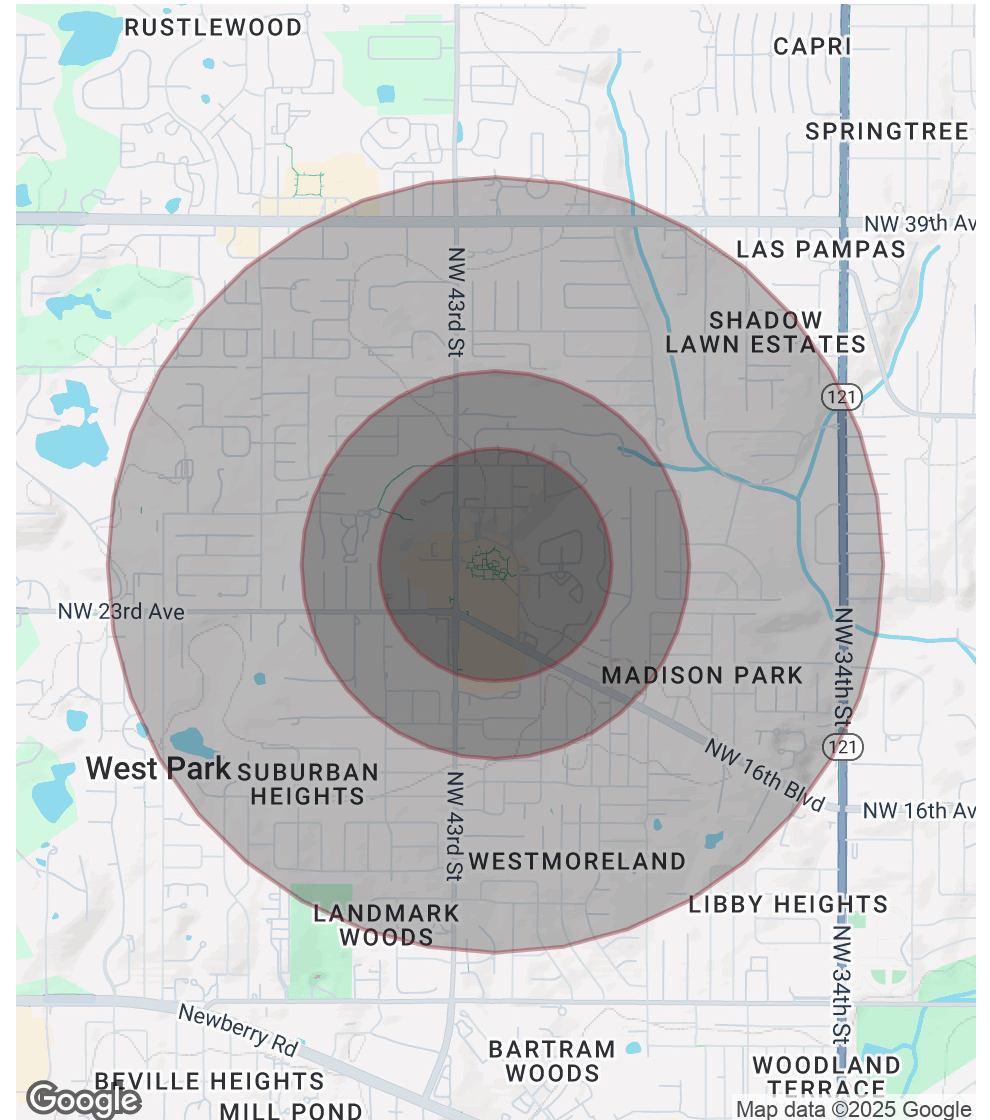 RUSTLEWOOD
CAPRI
SPRINGTREE
NW 39th Av
LAS PAMPAS
NW 43rd St
SHADOW
LAWN ESTATES
121
NW 23rd Ave
NW 34th St
MADISON PARK
121
NW 16th Blvd
West Park
SUBURBAN
HEIGHTS
NW 43rd St
NW 16th Av
WESTMORELAND
LIBBY HEIGHTS
LANDMARK
WOODS
NW 34th St
Newberry Rd
BARTRAM
WOODS
WOODLAND
TERRACE
BEVILLE HEIGHTS
MILL POND
Google
Map data ©2025 Google